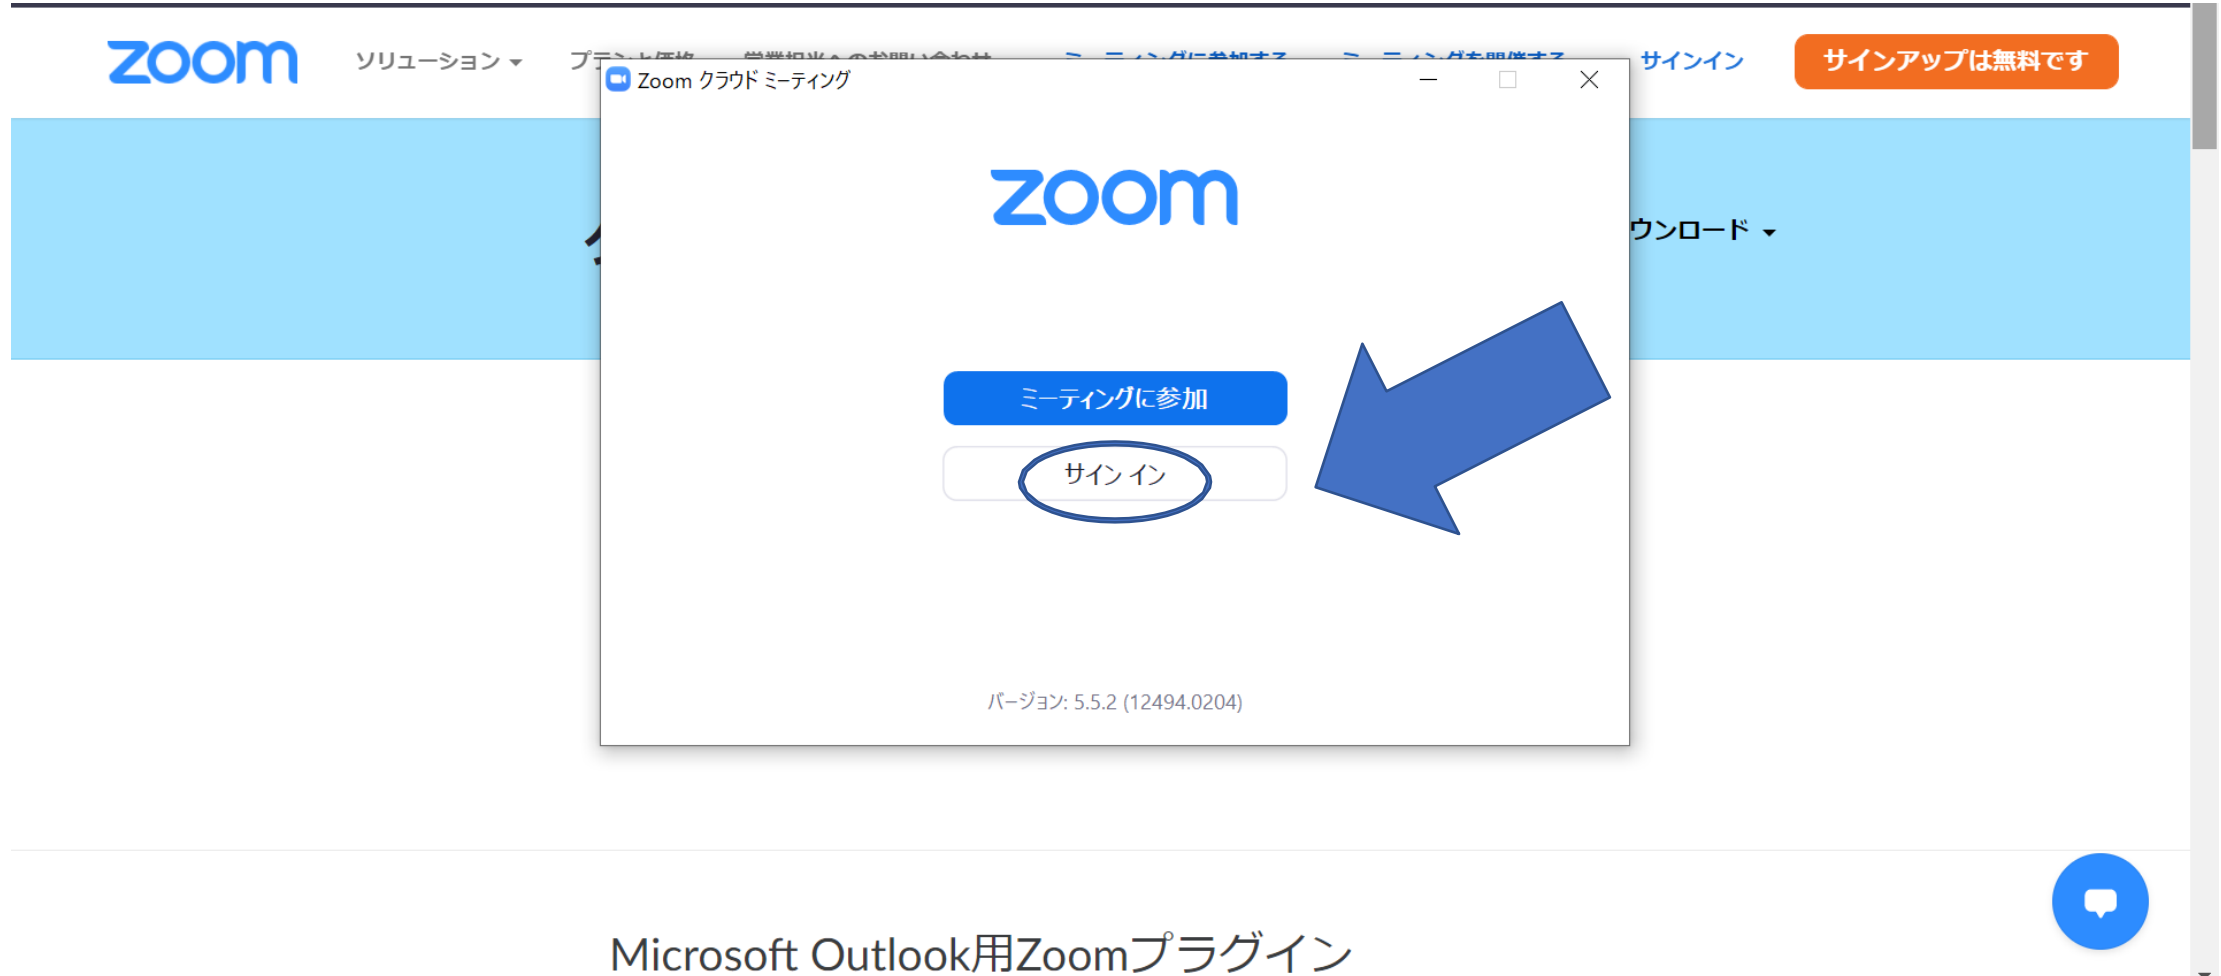 zoom
ソリューション
サインイン
サインアップは無料です
Zoom クラウド ミーティング
zoom
ウンロード
ミーティングに参加
サイン イン
バージョン: 5.5.2 (12494.0204)
Microsoft Outlook用Zoomプラグイン